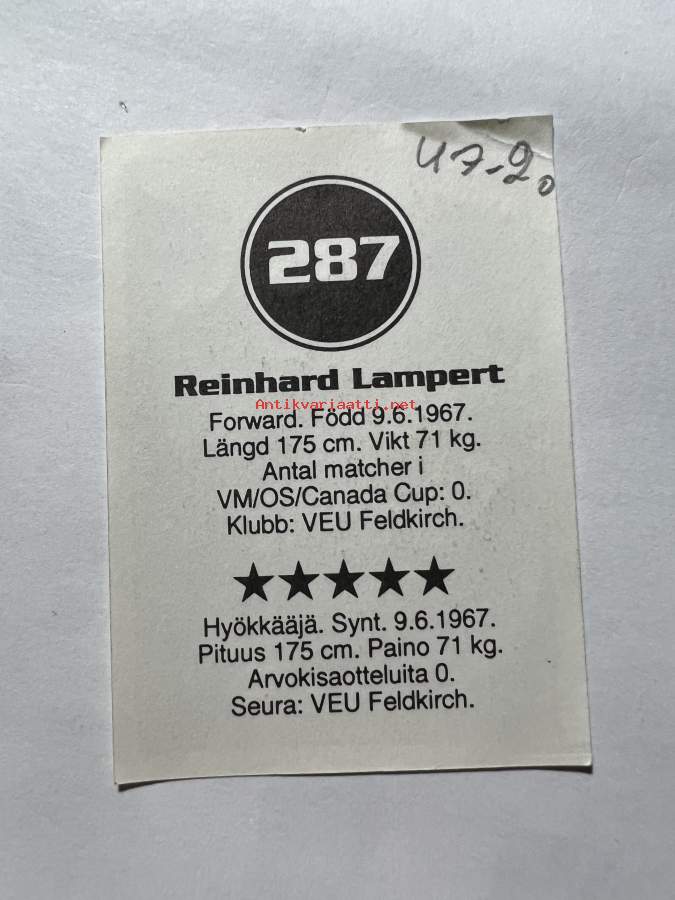 47-20
287
Reinhard Lampert
Antikvariaatti.net
Forward. Född 9.6.1967.
Längd 175 cm. Vikt 71 kg.
Antal matcher i
VM/OS/Canada Cup: 0.
Klubb: VEU Feldkirch.
★★★★★
Hyökkääjä. Synt. 9.6.1967.
Pituus 175 cm. Paino 71 kg.
Arvokisaotteluita 0.
Seura: VEU Feldkirch.